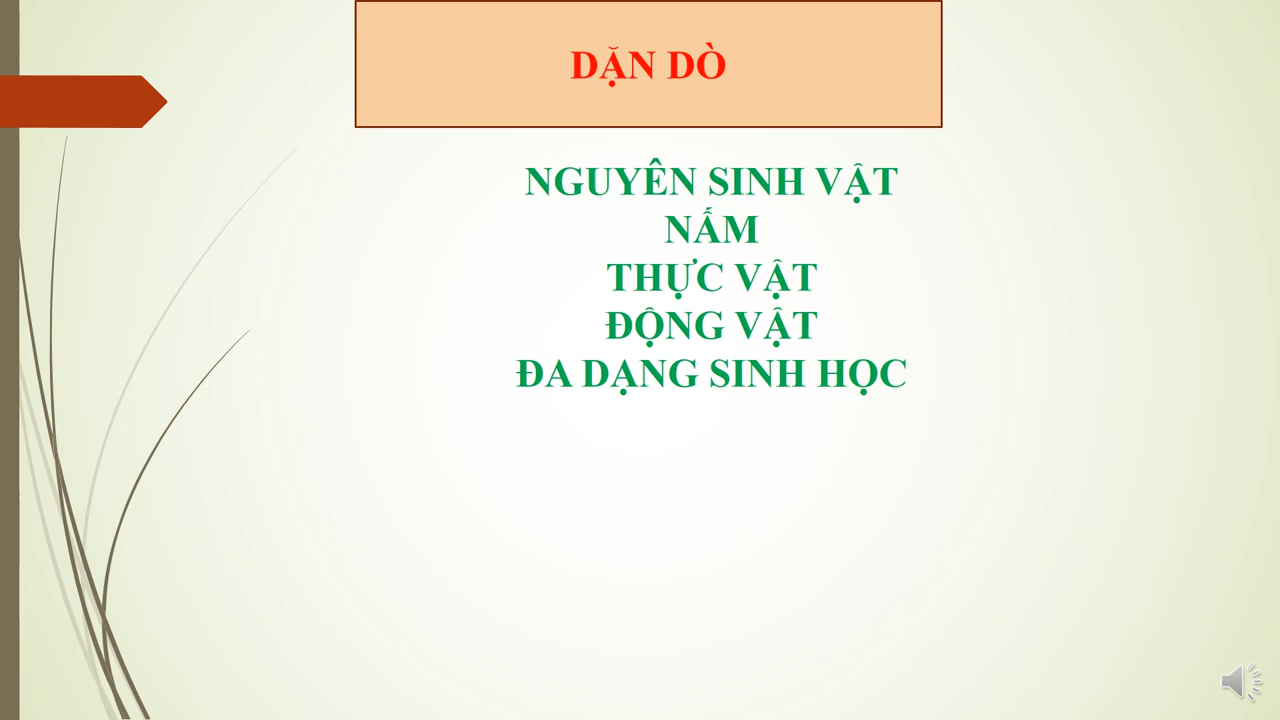 DẶN DÒ
NGUYÊN SINH VẬT
NẤM
THỰC VẬT
ĐỘNG VẬT
ĐA DẠNG SINH HỌC